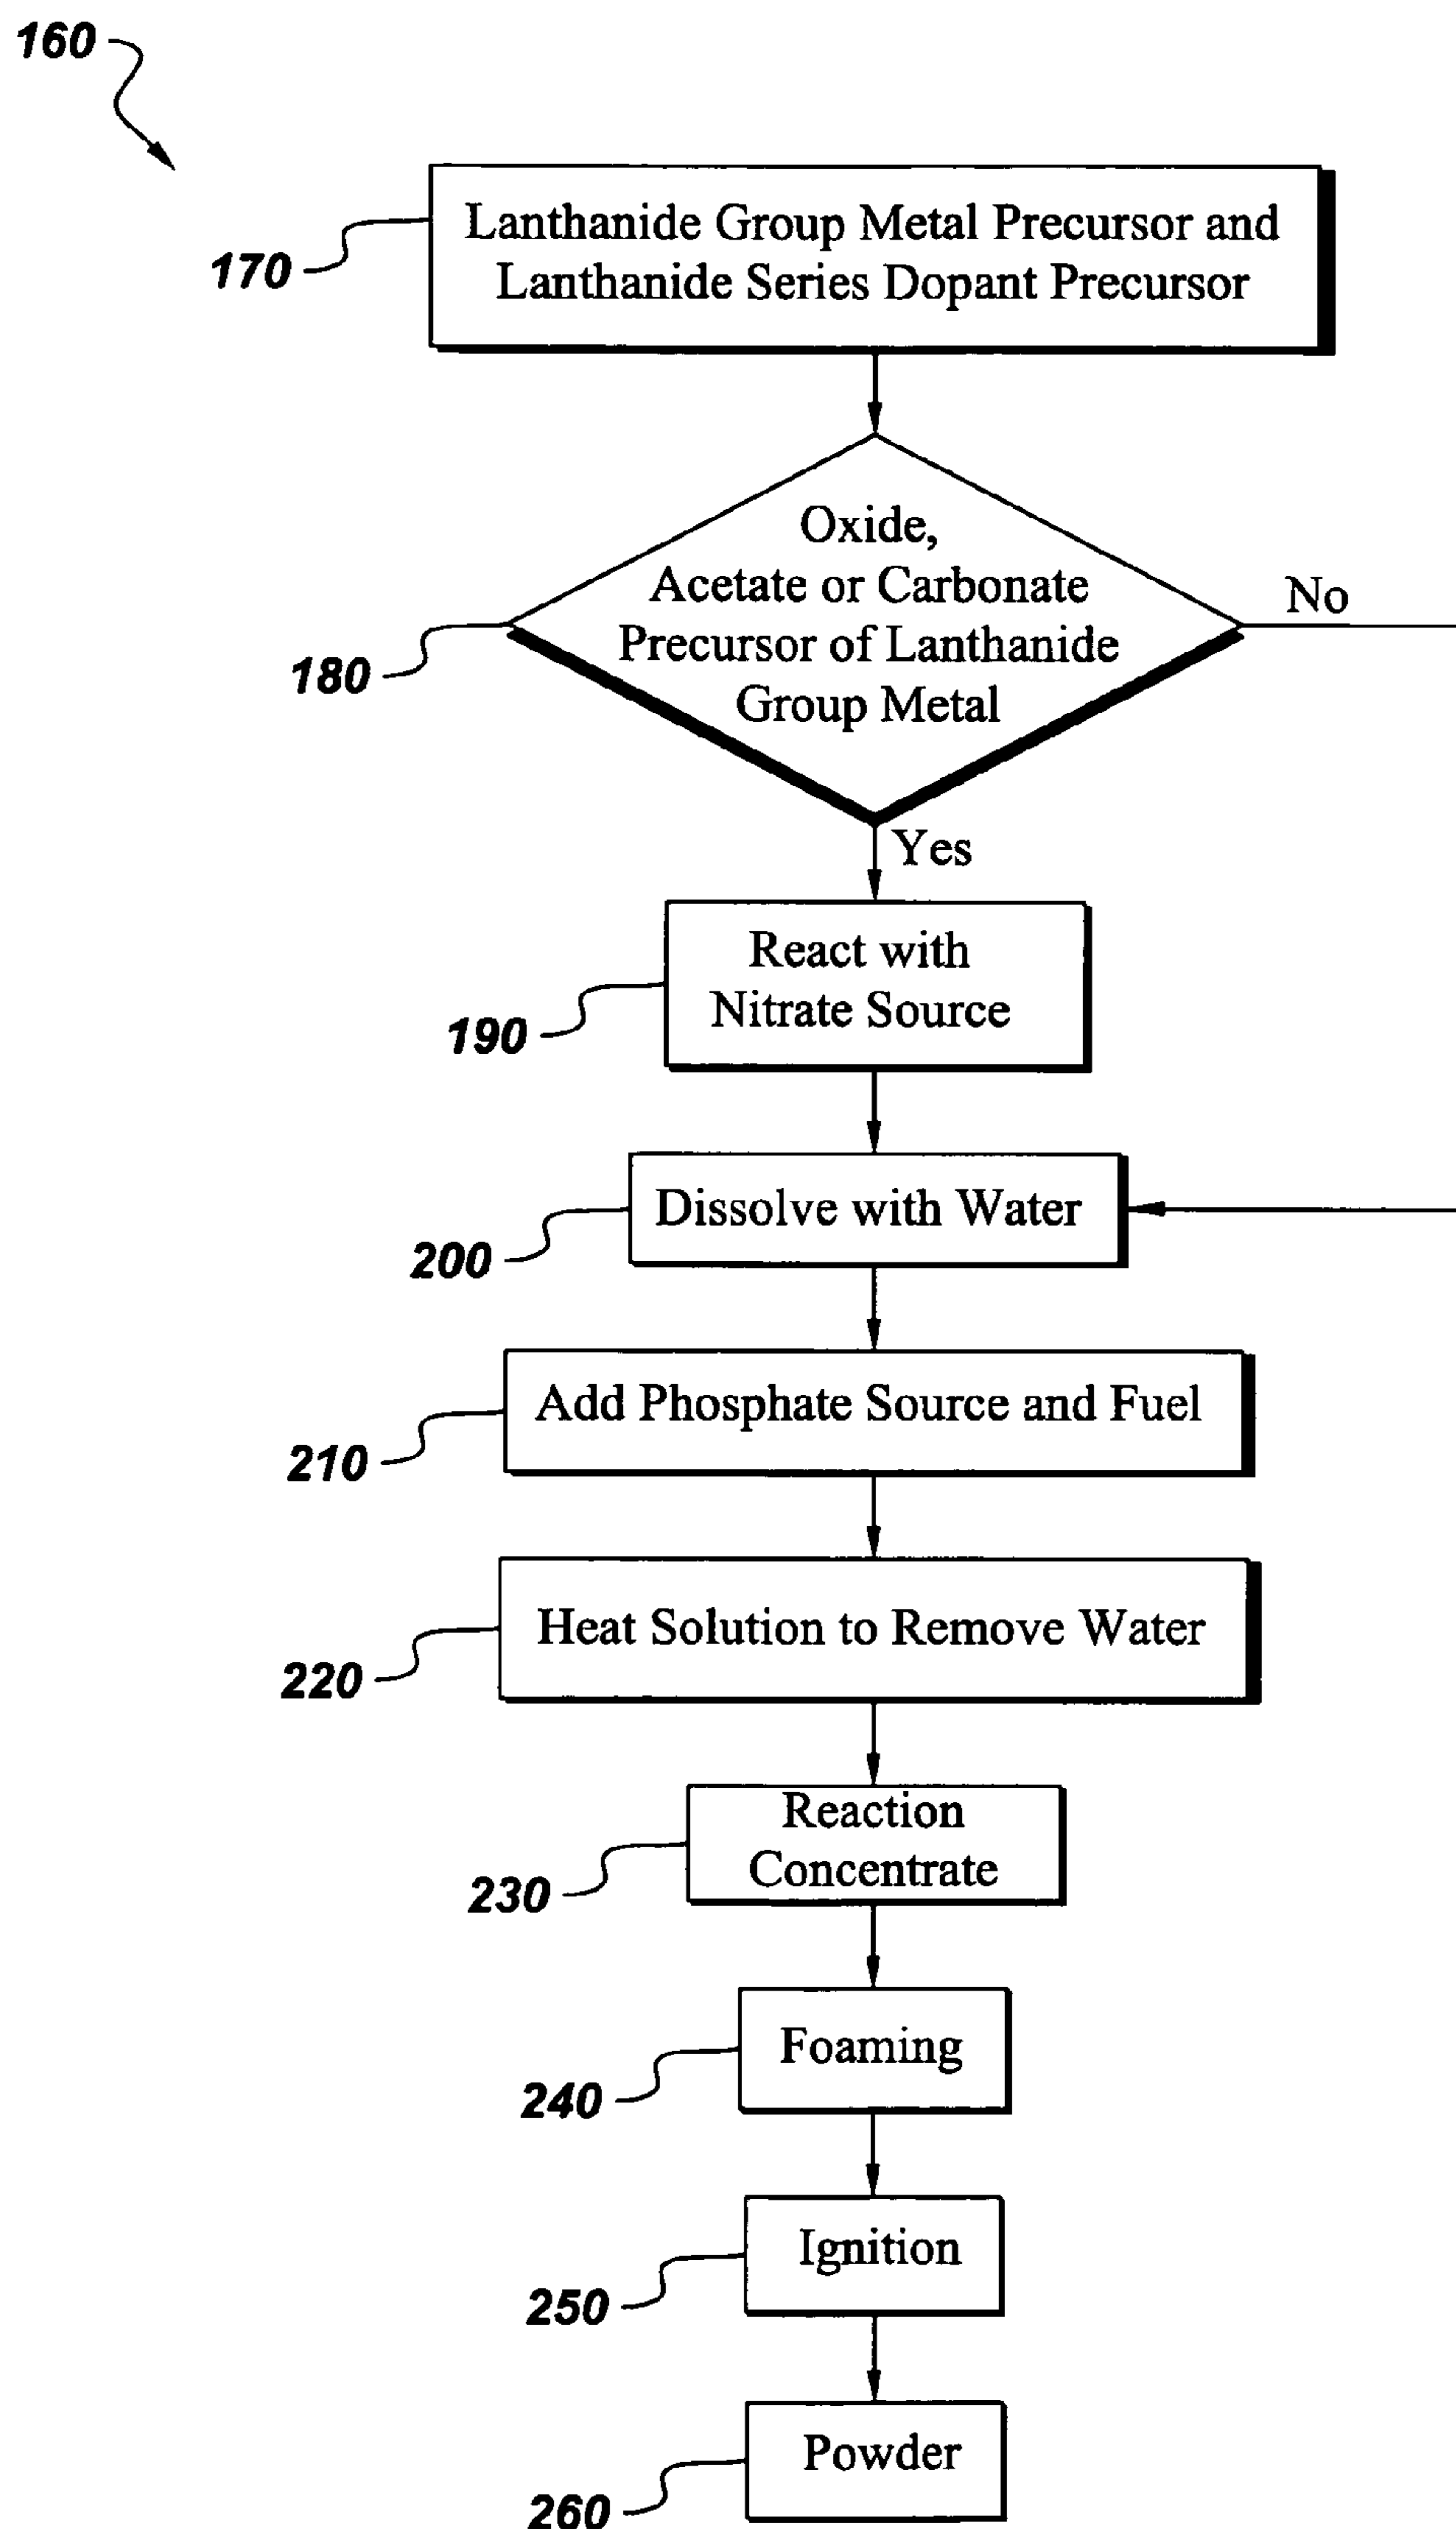 160
Lanthanide Group Metal Precursor and
Lanthanide Series Dopant Precursor
170
Oxide,
Acetate or Carbonate
Precursor of Lanthanide
Group Metal
No
180
Yes
React with
Nitrate Source
190
Dissolve with Water
200
Add Phosphate Source and Fuel
210
Heat Solution to Remove Water
220
Reaction
Concentrate
230
Foaming
240
Ignition
250
Powder
260